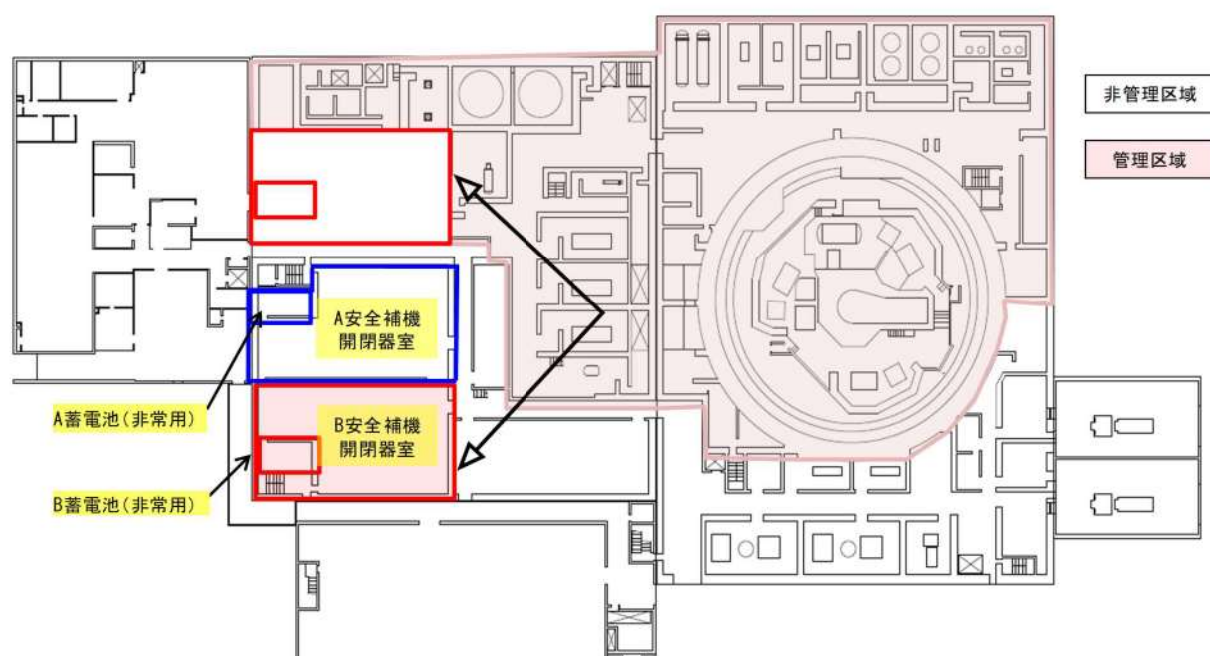 非管理区域
管理区域
A安全補機
開閉器室
A蓄電池(非常用)
B安全補機
開閉器室
B蓄電池(非常用)